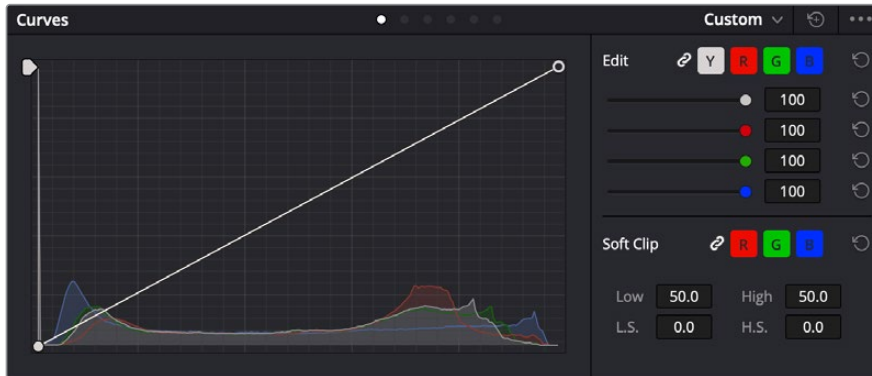 Curves Custom
Edit Y R G B
100
100
100
100
Soft Clip R G B
Low 50.0 High 50.0
L.S. 0.0 H.S. 0.0